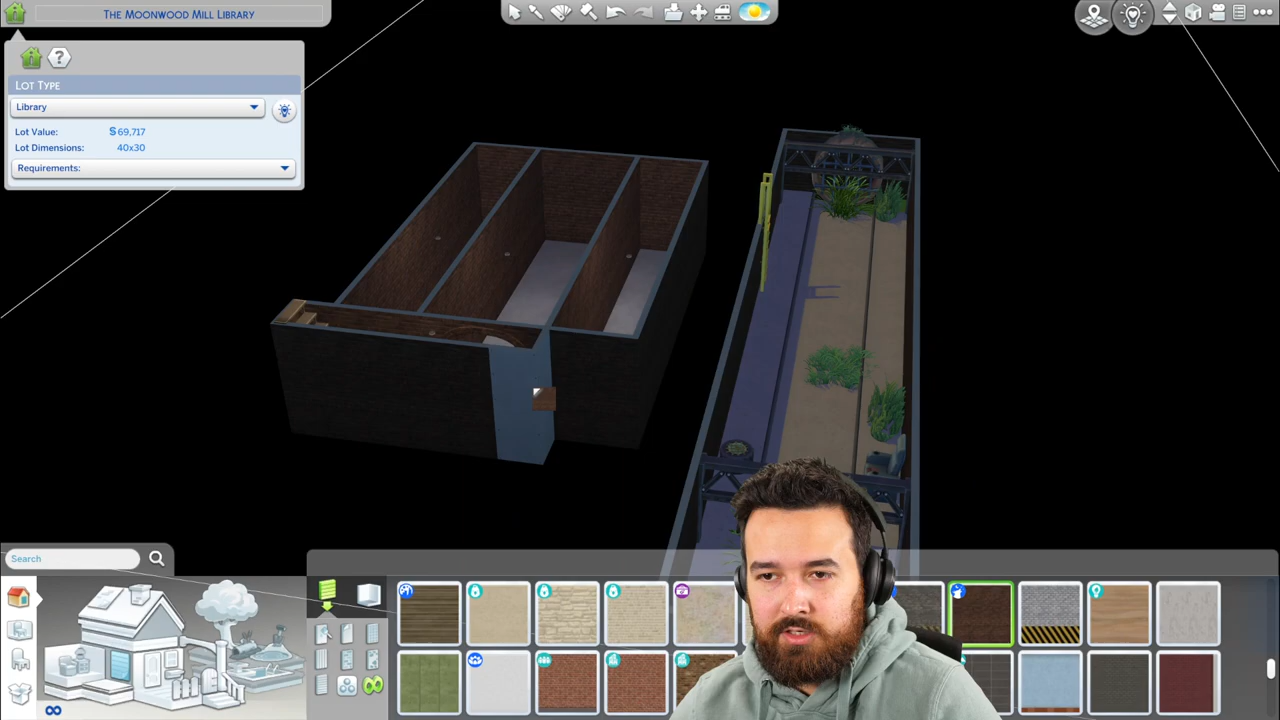 THE MOONWOOD MILL LIBRARY
?
LOT TYPE
Library
Lot Value: §69,717
Lot Dimensions: 40x30
Requirements:
Search